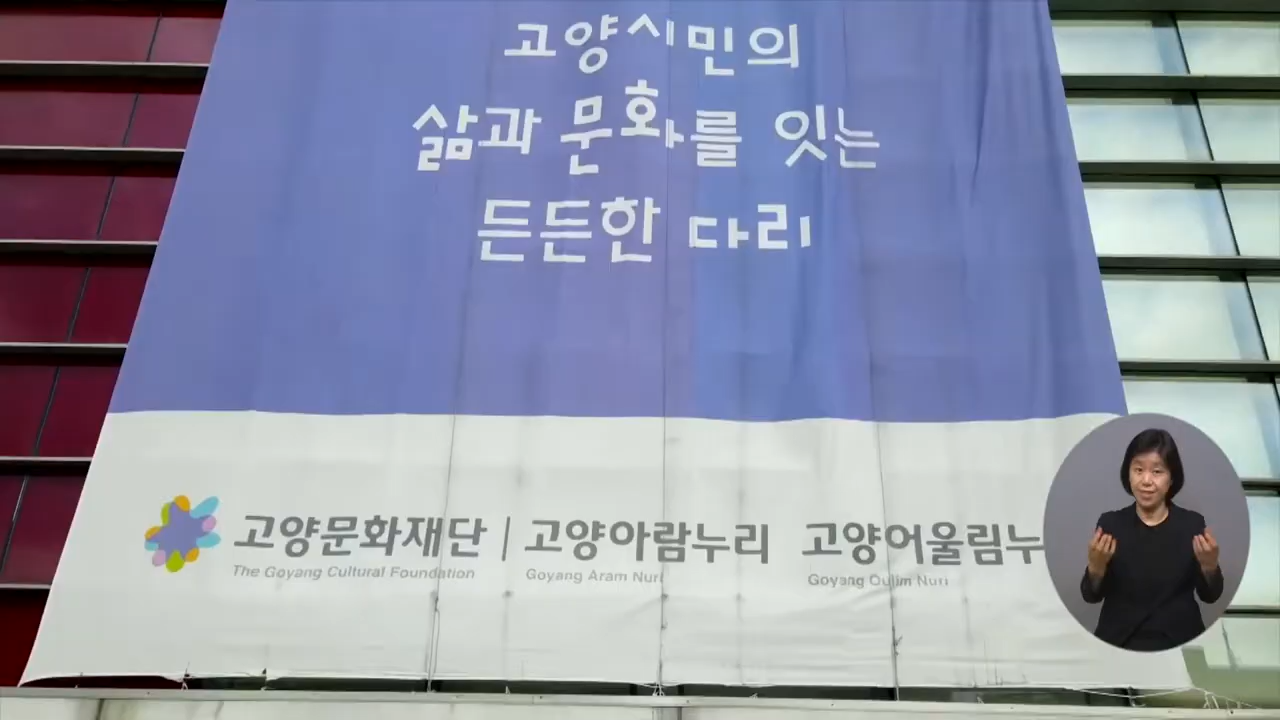 고양시민의
삶과 문화를 잇는
든든한 다리
고양문화재단 | 고양아람누리 고양어울림누
The Goyang Cultural Foundation Goyang Aram Nuri Goyang Oulim Nuri